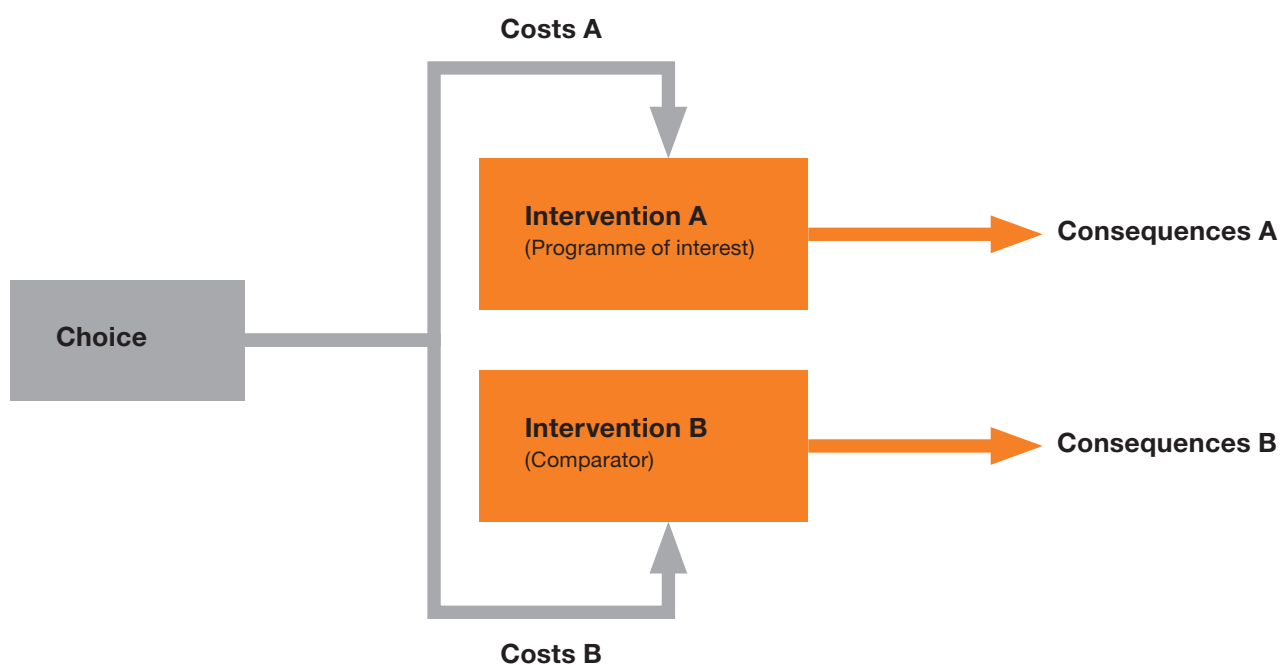 Costs A
Intervention A
(Programme of interest)
Consequences A
Choice
Intervention B
(Comparator)
Consequences B
Costs B